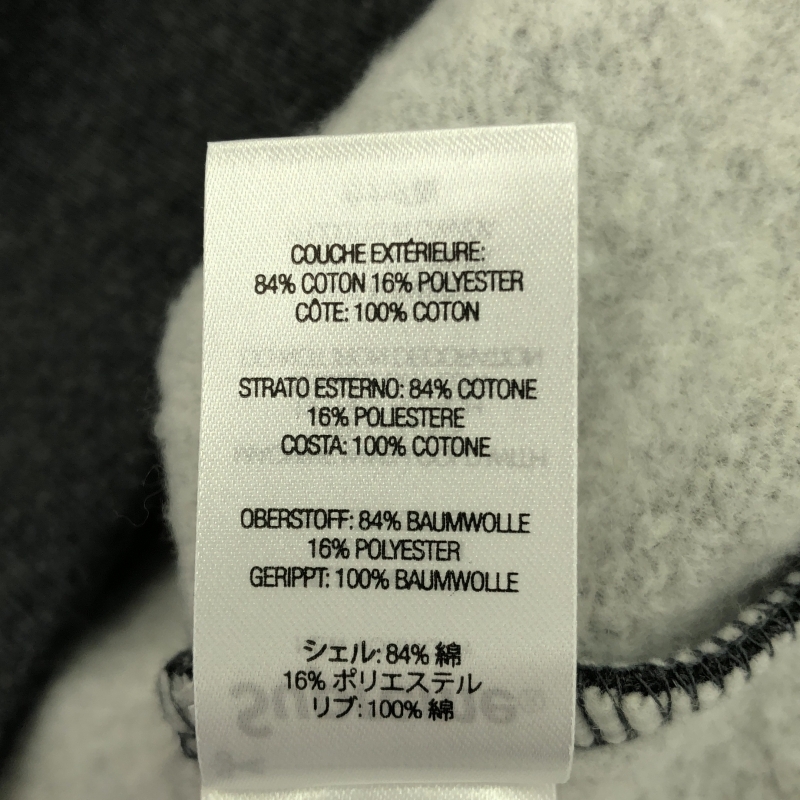 COUCHE EXTÉRIEURE:
84% COTON 16% POLYESTER
CÔTE: 100% COTON
STRATO ESTERNO: 84% COTONE
16% POLIESTERE
COSTA: 100% COTONE
OBERSTOFF: 84% BAUMWOLLE
16% POLYESTER
GERIPPT: 100% BAUMWOLLE
シェル: 84% 綿
16% ポリエステル
リブ: 100% 綿